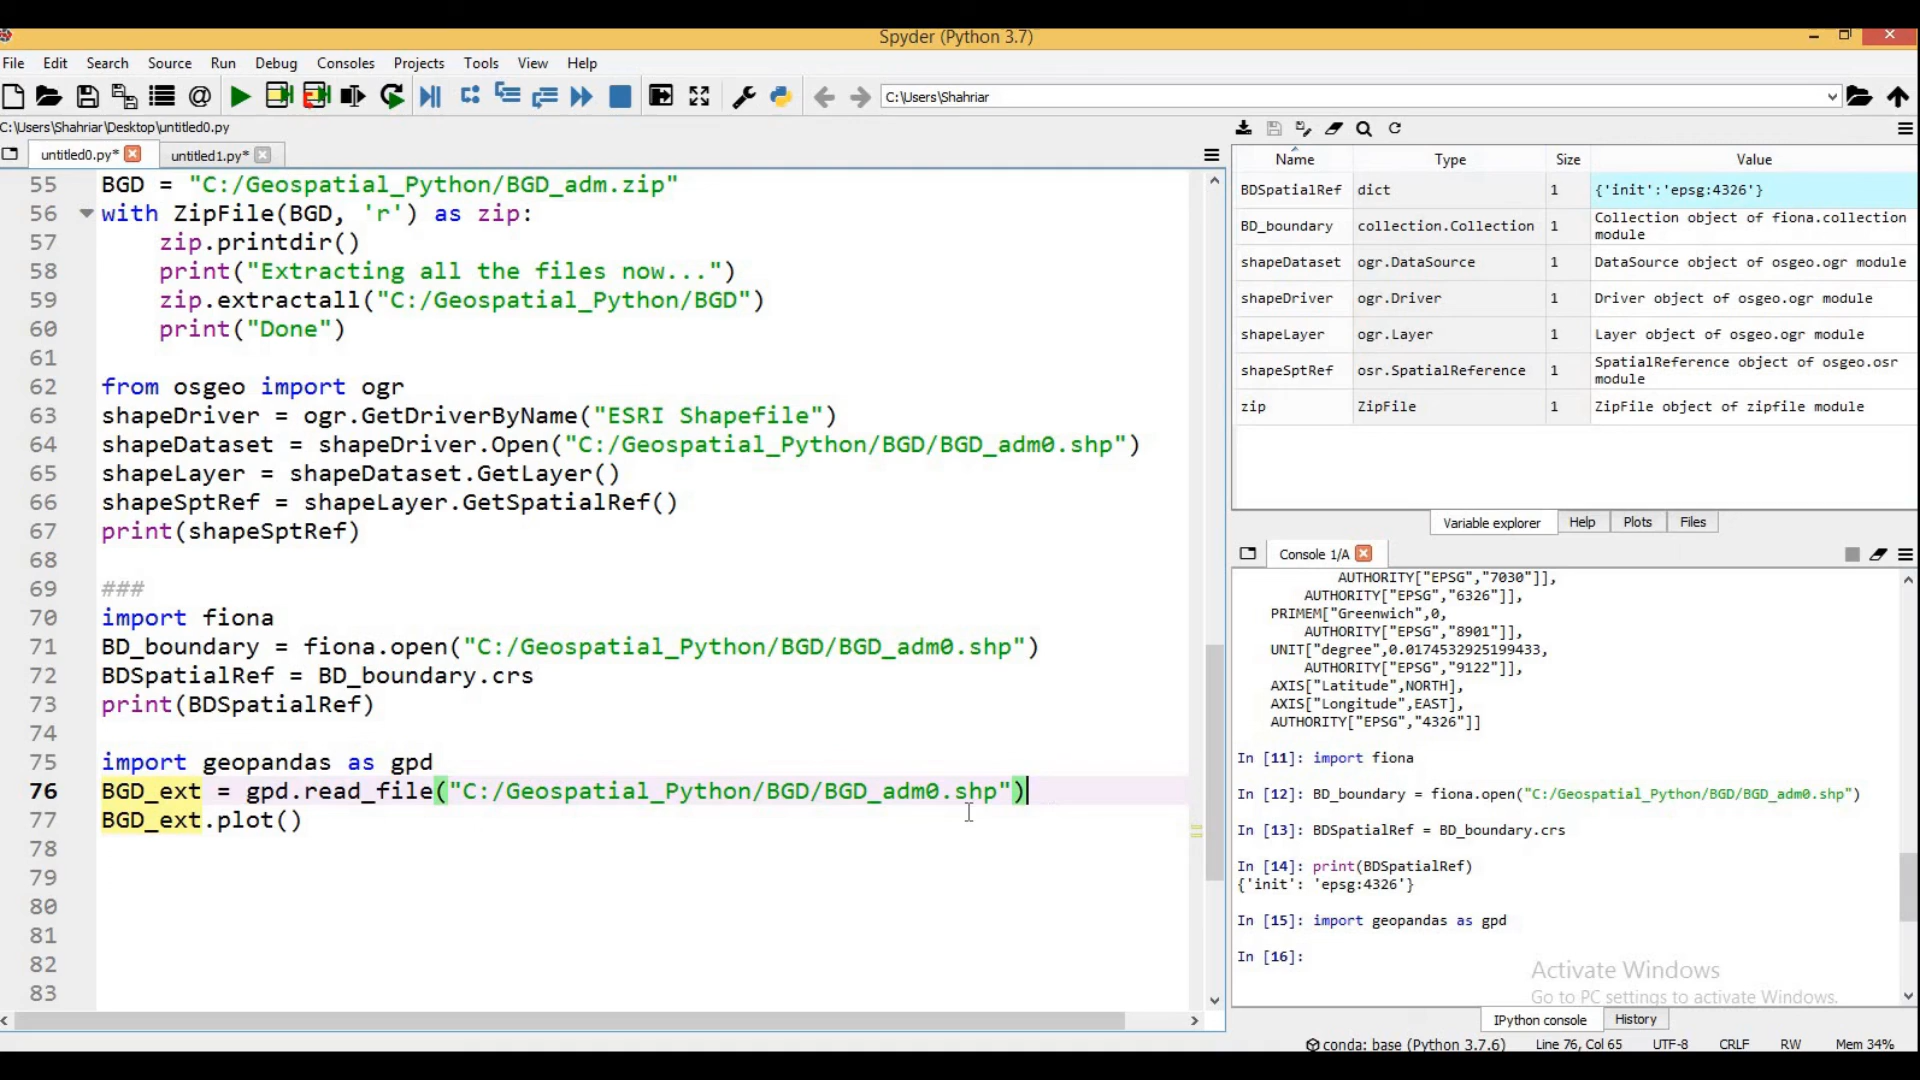 Spyder (Python 3.7)
File Edit Search Source Run Debug Consoles Projects Tools View Help
C:\Users\Shahriar
C:\Users\Shahriar\Desktop\untitled0.py
untitled0.py* untitled1.py*
55 BGD = "C:/Geospatial_Python/BGD_adm.zip"
56 with ZipFile(BGD, 'r') as zip:
57 zip.printdir()
58 print("Extracting all the files now...")
59 zip.extractall("C:/Geospatial_Python/BGD")
60 print("Done")
61
62 from osgeo import ogr
63 shapeDriver = ogr.GetDriverByName("ESRI Shapefile")
64 shapeDataset = shapeDriver.Open("C:/Geospatial_Python/BGD/BGD_adm0.shp")
65 shapeLayer = shapeDataset.GetLayer()
66 shapeSptRef = shapeLayer.GetSpatialRef()
67 print(shapeSptRef)
68
69 ###
70 import fiona
71 BD_boundary = fiona.open("C:/Geospatial_Python/BGD/BGD_adm0.shp")
72 BDSpatialRef = BD_boundary.crs
73 print(BDSpatialRef)
74
75 import geopandas as gpd
76 BGD_ext = gpd.read_file("C:/Geospatial_Python/BGD/BGD_adm0.shp")
77 BGD_ext.plot()
78
79
80
81
82
83
Name Type Size Value
BDSpatialRef dict 1 {'init':'epsg:4326'}
BD_boundary collection.Collection 1 Collection object of fiona.collection
module
shapeDataset ogr.DataSource 1 DataSource object of osgeo.ogr module
shapeDriver ogr.Driver 1 Driver object of osgeo.ogr module
shapeLayer ogr.Layer 1 Layer object of osgeo.ogr module
shapeSptRef osr.SpatialReference 1 SpatialReference object of osgeo.osr
module
zip ZipFile 1 ZipFile object of zipfile module
Variable explorer Help Plots Files
Console 1/A
AUTHORITY["EPSG","7030"]],
AUTHORITY["EPSG","6326"]],
PRIMEM["Greenwich",0,
AUTHORITY["EPSG","8901"]],
UNIT["degree",0.0174532925199433,
AUTHORITY["EPSG","9122"]],
AXIS["Latitude",NORTH],
AXIS["Longitude",EAST],
AUTHORITY["EPSG","4326"]]
In [11]: import fiona
In [12]: BD_boundary = fiona.open("C:/Geospatial_Python/BGD/BGD_adm0.shp")
In [13]: BDSpatialRef = BD_boundary.crs
In [14]: print(BDSpatialRef)
{'init': 'epsg:4326'}
In [15]: import geopandas as gpd
In [16]:
Activate Windows
Go to PC settings to activate Windows.
IPython console History
conda: base (Python 3.7.6) Line 76, Col 65 UTF-8 CRLF RW Mem 34%